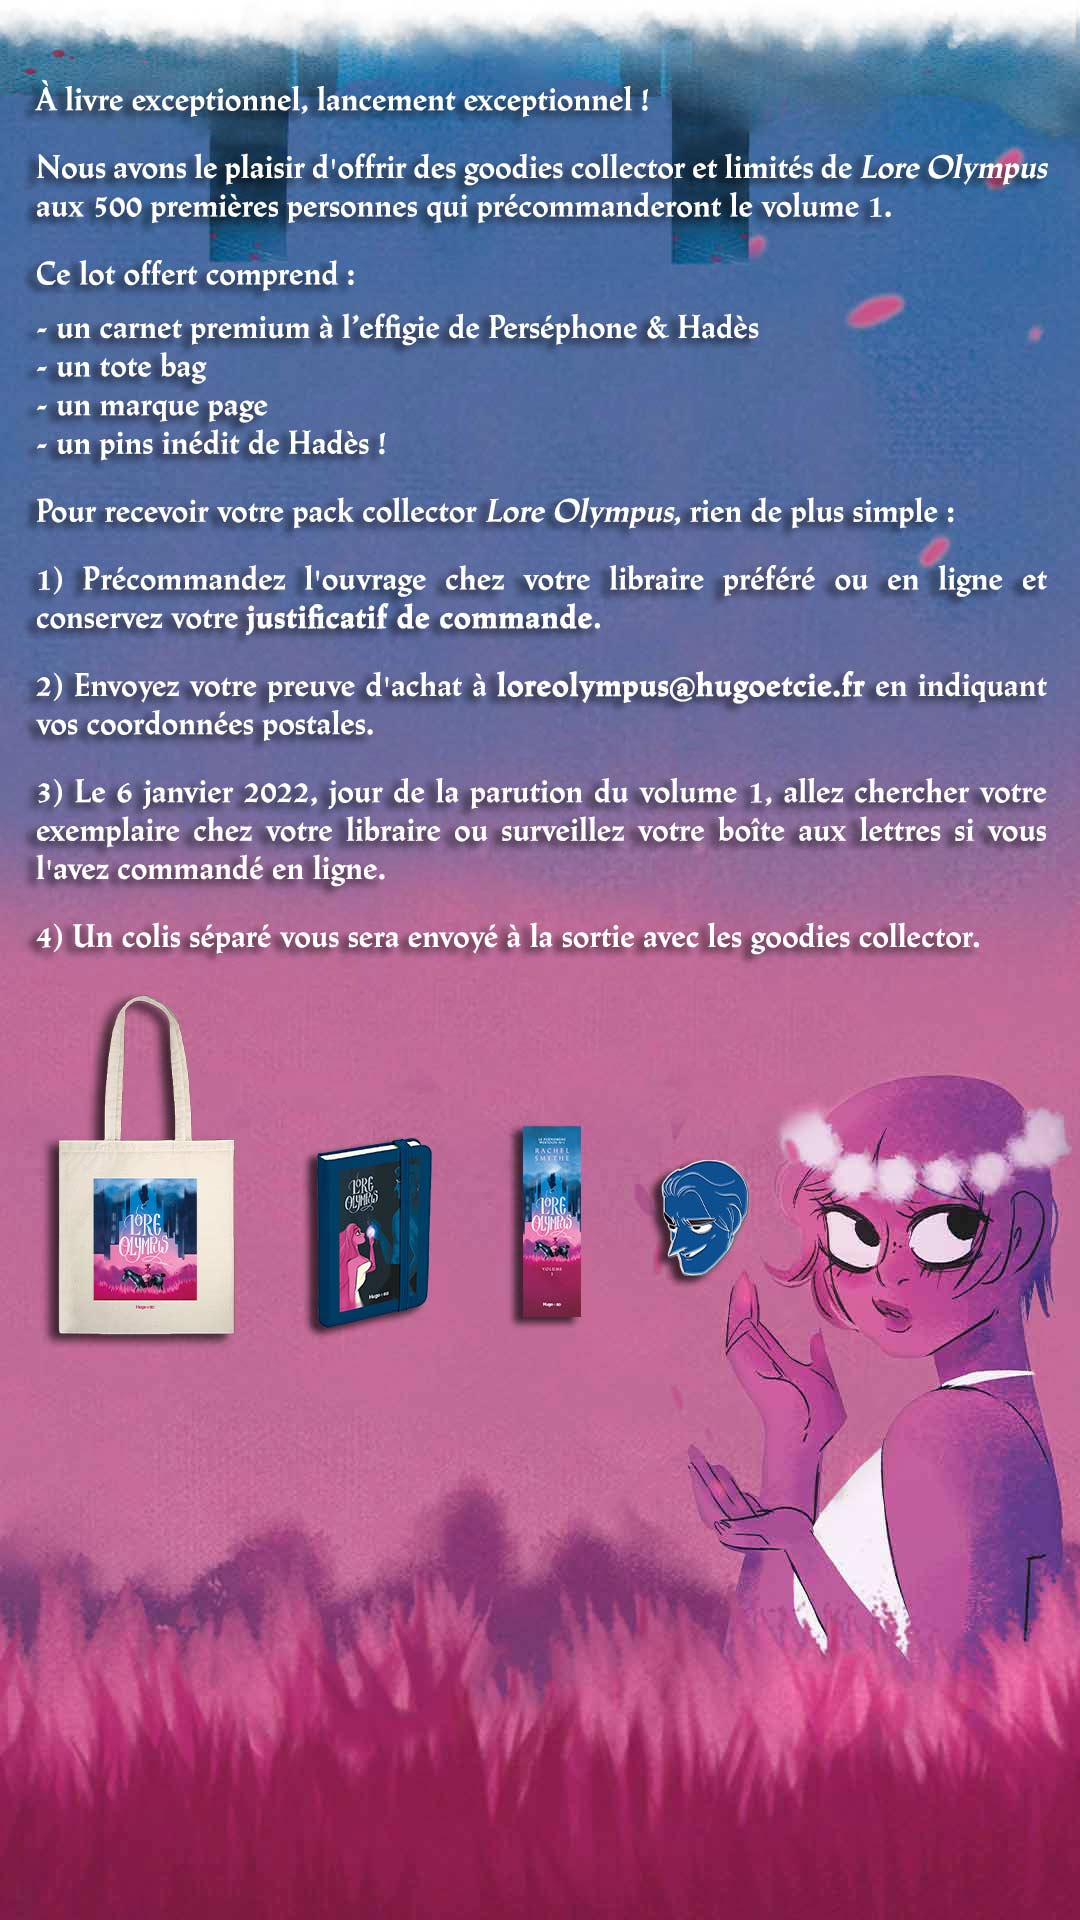 À livre exceptionnel, lancement exceptionnel !
Nous avons le plaisir d'offrir des goodies collector et limités de Lore Olympus
aux 500 premières personnes qui précommanderont le volume 1.
Ce lot offert comprend :
- un carnet premium à l’effigie de Perséphone & Hadès
- un tote bag
- un marque page
- un pins inédit de Hadès !
Pour recevoir votre pack collector Lore Olympus, rien de plus simple :
1) Précommandez l'ouvrage chez votre libraire préféré ou en ligne et
conservez votre justificatif de commande.
2) Envoyez votre preuve d'achat à loreolympus@hugoetcie.fr en indiquant
vos coordonnées postales.
3) Le 6 janvier 2022, jour de la parution du volume 1, allez chercher votre
exemplaire chez votre libraire ou surveillez votre boîte aux lettres si vous
l'avez commandé en ligne.
4) Un colis séparé vous sera envoyé à la sortie avec les goodies collector.
LORE
OLYMPUS
Hugo BD
LORE
OLYMPUS
Hugo BD
LE PHÉNOMÈNE
WEBTOON N°1
RACHEL
SMYTHE
LORE
OLYMPUS
VOLUME
1
Hugo BD